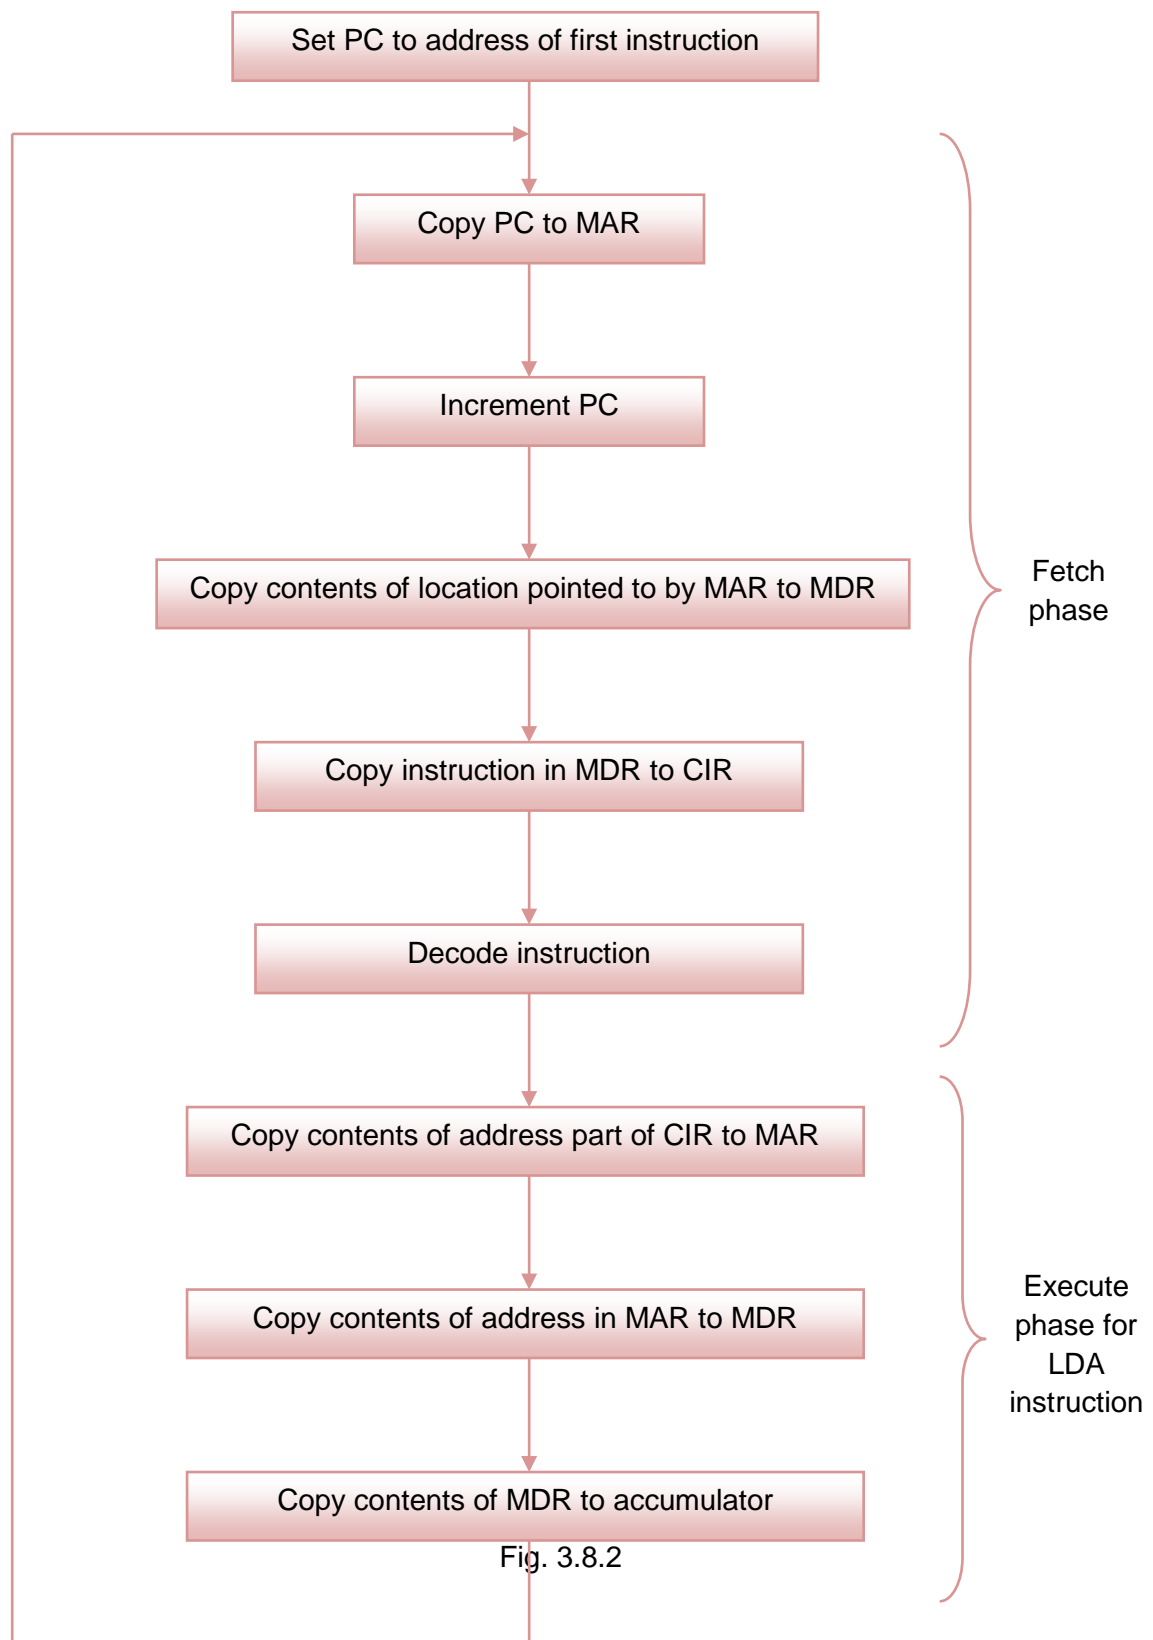 Set PC to address of first instruction
Copy PC to MAR
Increment PC
Copy contents of location pointed to by MAR to MDR
Fetch
phase
Copy instruction in MDR to CIR
Decode instruction
Copy contents of address part of CIR to MAR
Copy contents of address in MAR to MDR
Execute
phase for
LDA
instruction
Copy contents of MDR to accumulator
Fig. 3.8.2